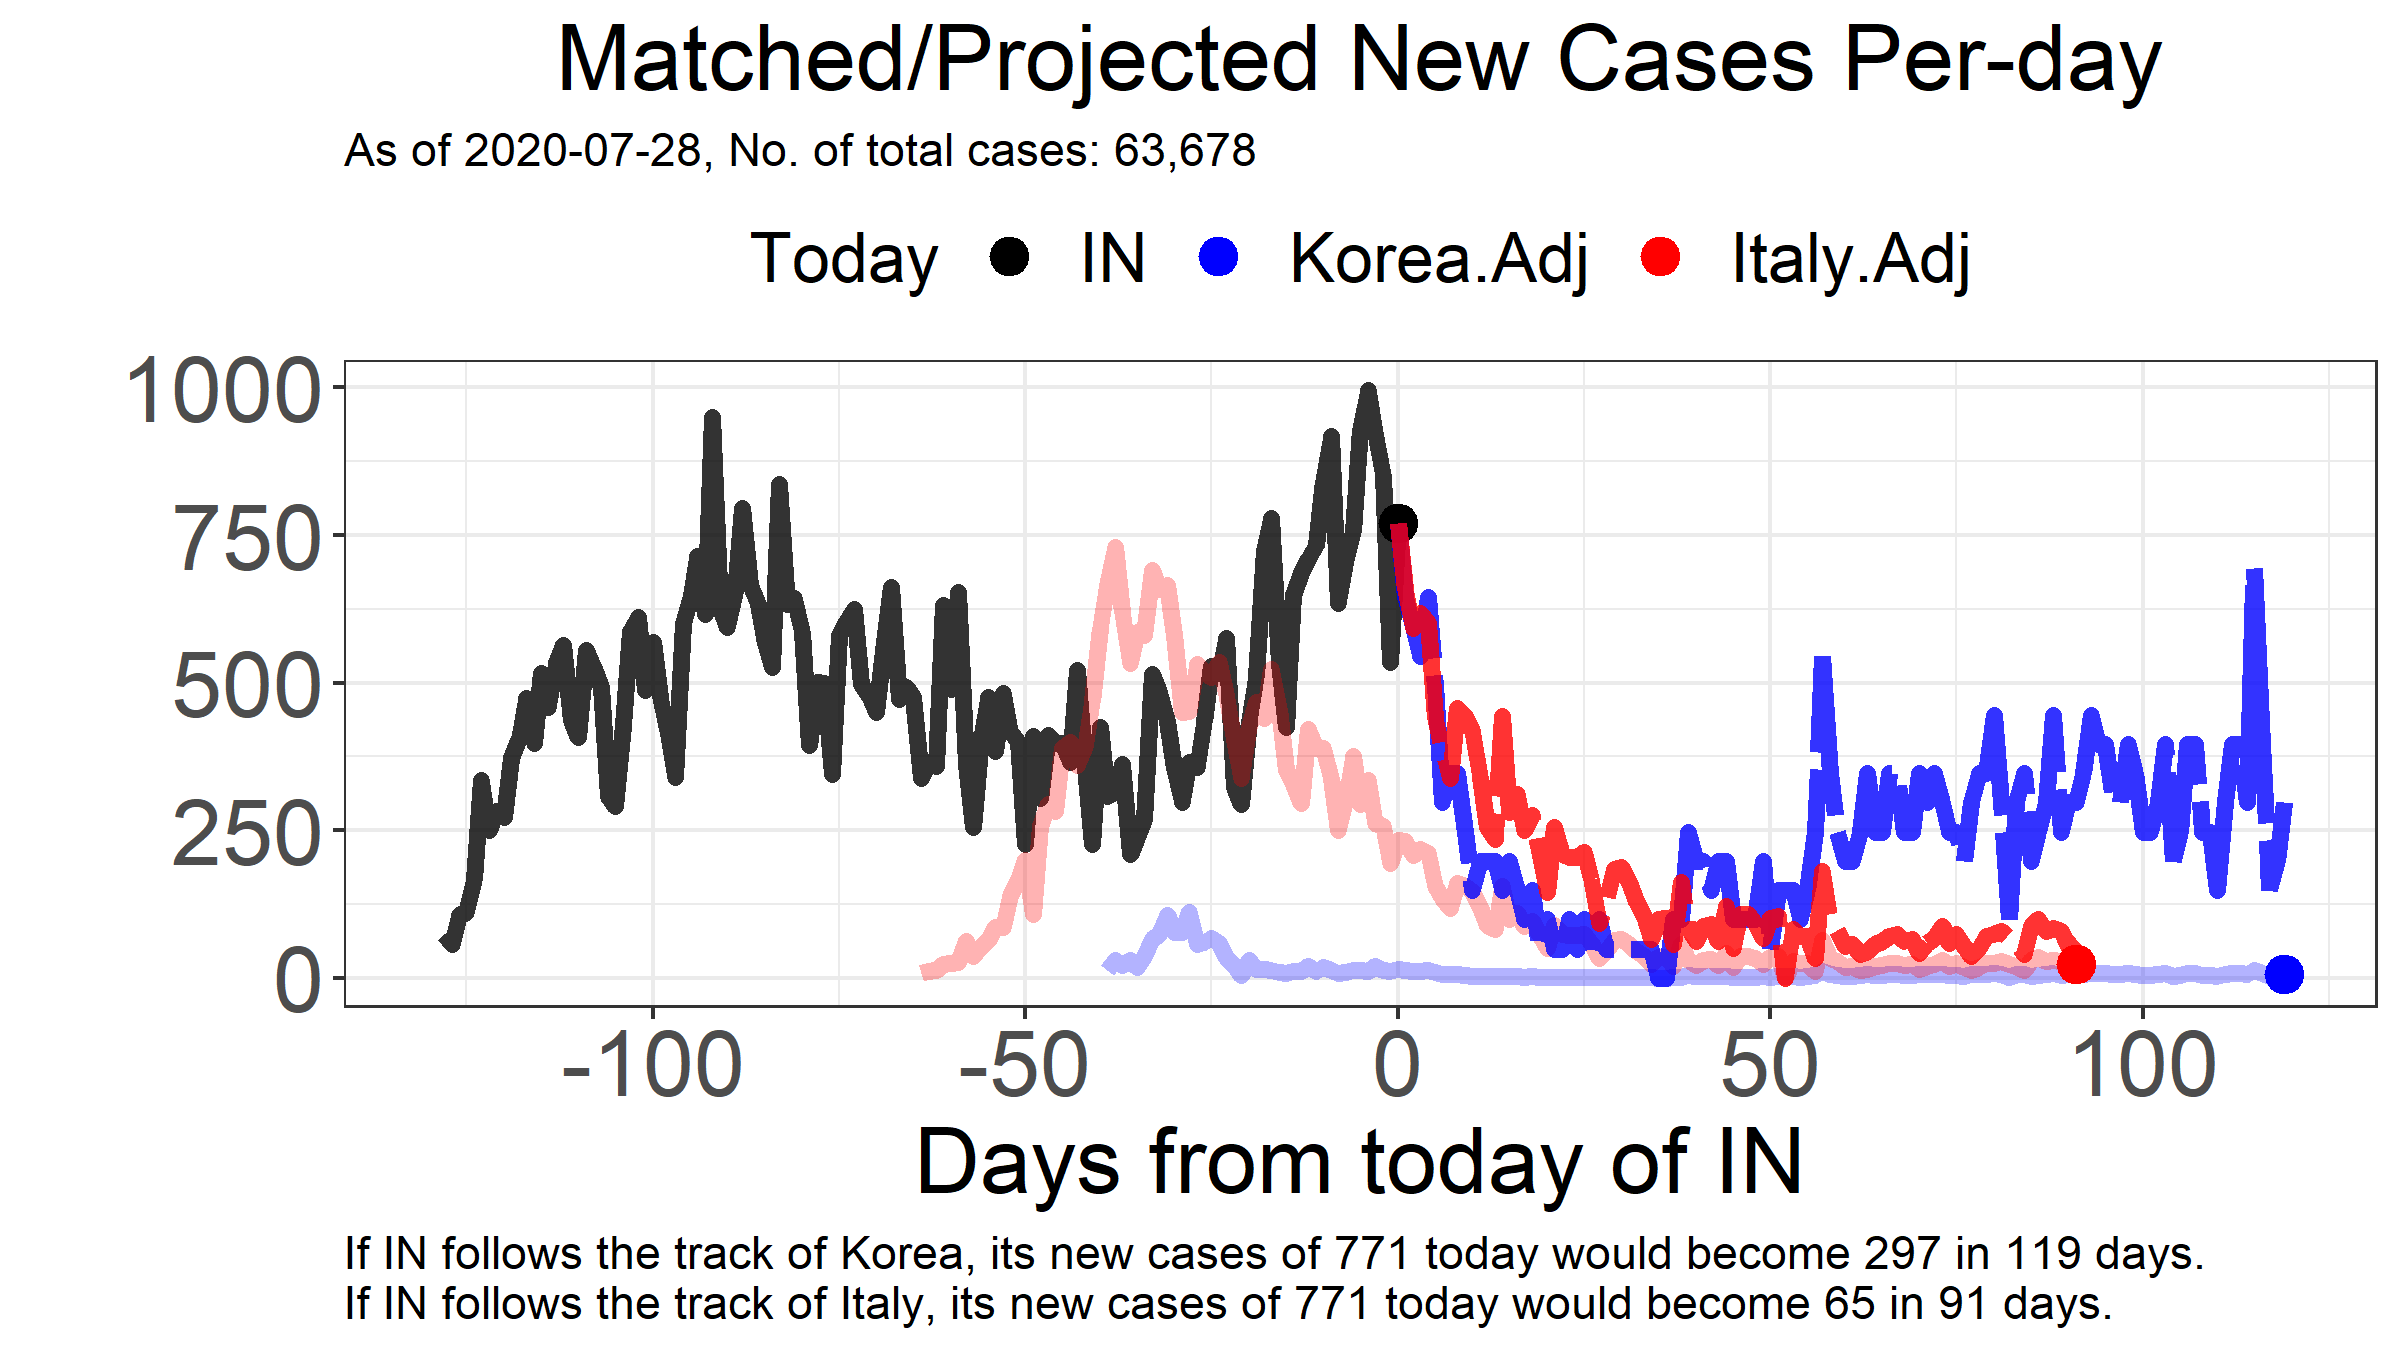 Matched/Projected New Cases Per-day
As of 2020-07-28, No. of total cases: 63,678
Today IN Korea.Adj Italy.Adj
1000
750
500
250
0
-100 -50 0 50 100
Days from today of IN
If IN follows the track of Korea, its new cases of 771 today would become 297 in 119 days.
If IN follows the track of Italy, its new cases of 771 today would become 65 in 91 days.